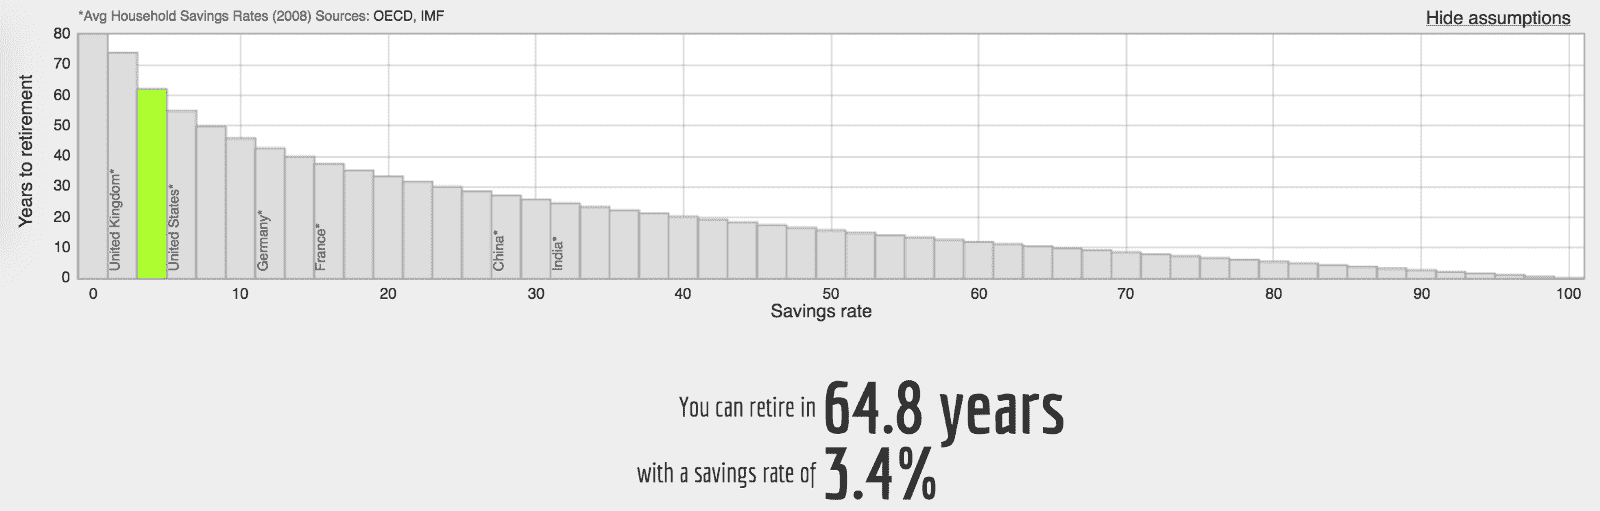 *Avg Household Savings Rates (2008) Sources: OECD, IMF
Hide assumptions
Years to retirement
80
70
60
50
40
30
20
10
0
United Kingdom*
United States*
Germany*
France*
China*
India*
0 10 20 30 40 50 60 70 80 90 100
Savings rate
You can retire in 64.8 years
with a savings rate of 3.4%